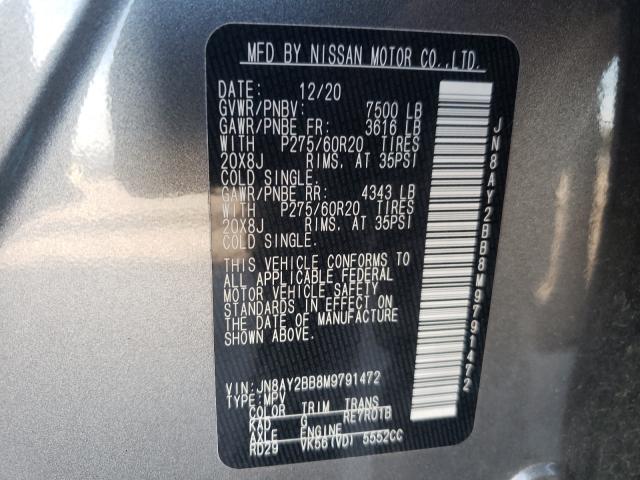 MFD BY NISSAN MOTOR CO.,LTD.
DATE: 12/20
GVWR/PNBV: 7500 LB
GAWR/PNBE FR: 3616 LB
WITH P275/60R20 TIRES
20X8J RIMS, AT 35PSI
COLD SINGLE.
GAWR/PNBE RR: 4343 LB
WITH P275/60R20 TIRES
20X8J RIMS, AT 35PSI
COLD SINGLE.
THIS VEHICLE CONFORMS TO
ALL APPLICABLE FEDERAL
MOTOR VEHICLE SAFETY
STANDARDS IN EFFECT ON
THE DATE OF MANUFACTURE
SHOWN ABOVE.
VIN: JN8AY2BB8M9791472
TYPE: MPV
COLOR TRIM TRANS
KAD G RE7R01B
AXLE ENGINE
RD29 VK56(VD) 5552CC
JN8AY2BB8M9791472